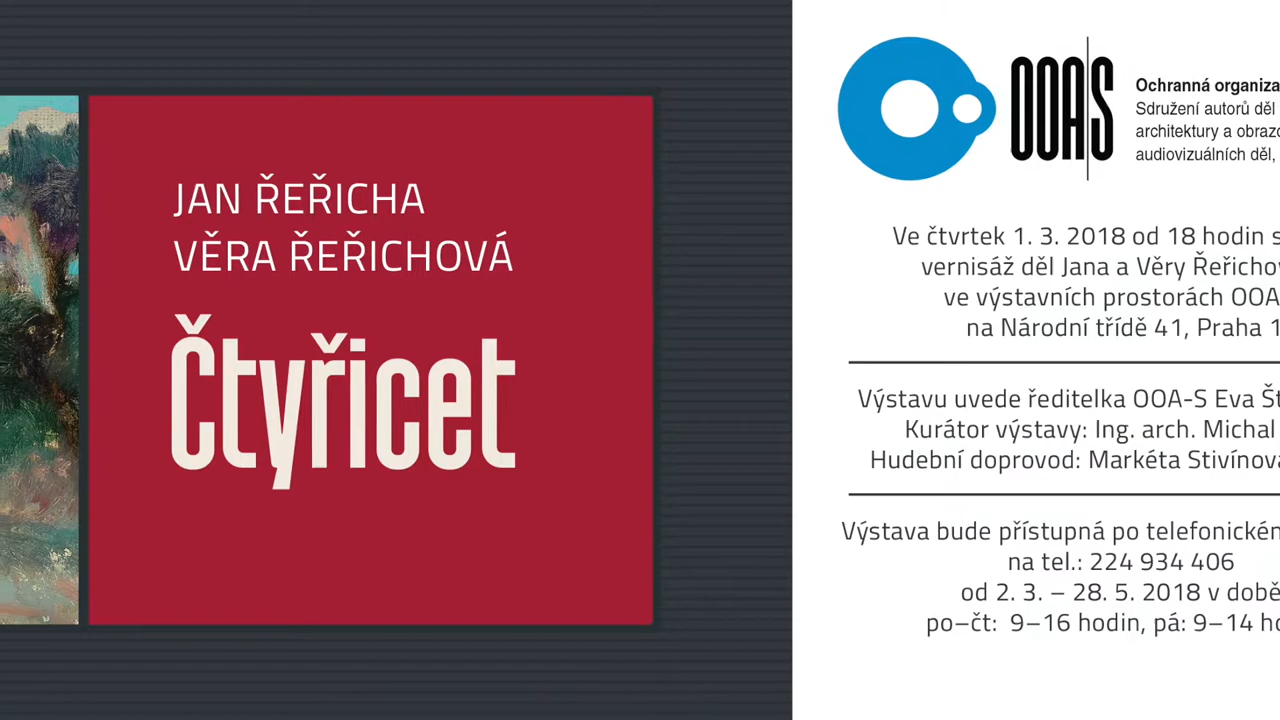 JAN ŘEŘICHA
VĚRA ŘEŘICHOVÁ
Čtyřicet
OOAS
Ochranná organiza
Sdružení autorů děl
architektury a obrazo
audiovizuálních děl,
Ve čtvrtek 1. 3. 2018 od 18 hodin s
vernisáž děl Jana a Věry Řeřichov
ve výstavních prostorách OOA
na Národní třídě 41, Praha 1
Výstavu uvede ředitelka OOA-S Eva Št
Kurátor výstavy: Ing. arch. Michal
Hudební doprovod: Markéta Stivínova
Výstava bude přístupná po telefonickém
na tel.: 224 934 406
od 2. 3. – 28. 5. 2018 v době
po–čt: 9–16 hodin, pá: 9–14 ho